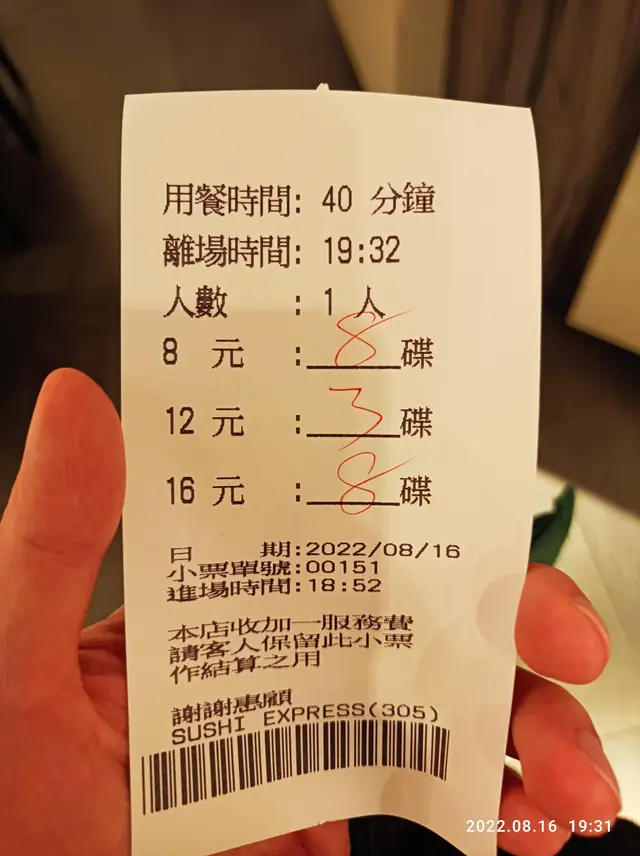 用餐時間: 40 分鐘
離場時間: 19:32
人數 : 1 人
8 元 : 8 碟
12 元 : 3 碟
16 元 : 8 碟
日 期:2022/08/16
小票單號:00151
進場時間:18:52
本店收加一服務費
請客人保留此小票
作結算之用
謝謝惠顧
SUSHI EXPRESS(305)
2022.08.16 19:31